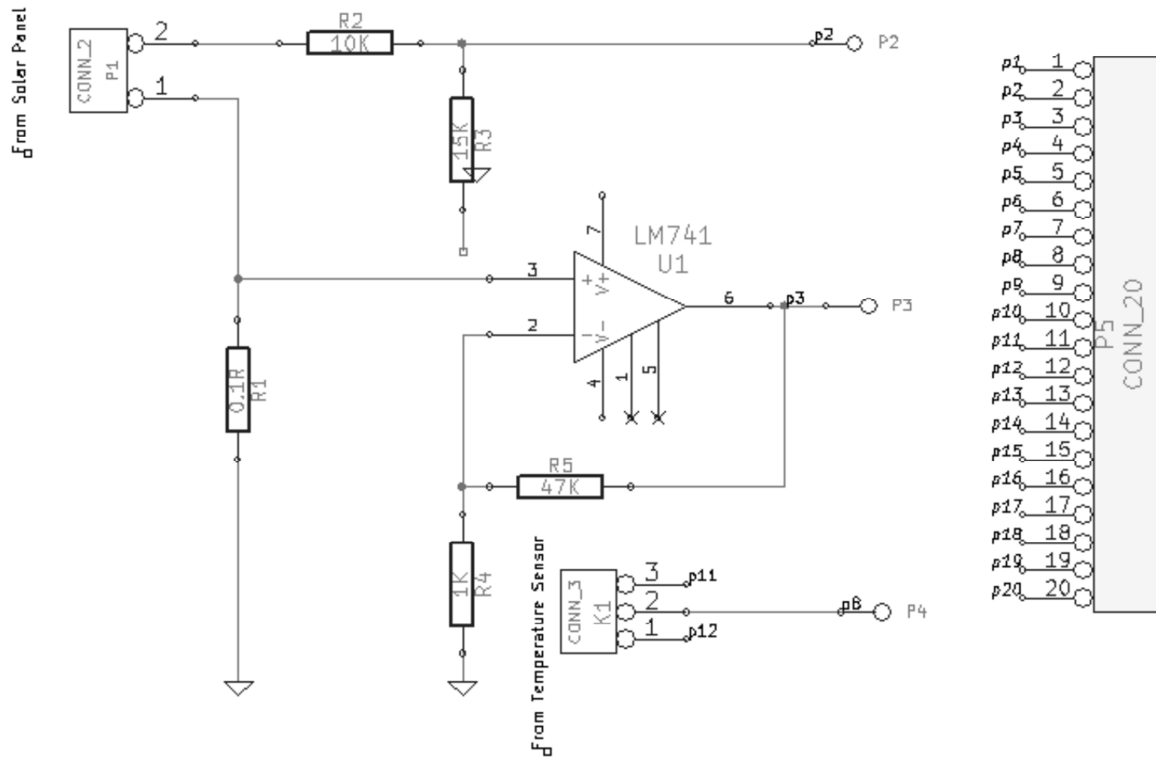 From Solar Panel
CONN_2
P1
2
1
R2
10K
p2
P2
15K
R3
LM741
U1
7
3
+
V+
2
-
V-
4
1
5
6
p3
P3
0.1R
R1
R5
47K
1K
R4
From Temperature Sensor
CONN_3
K1
3
p11
2
p6
P4
1
p12
p1 1
p2 2
p3 3
p4 4
p5 5
p6 6
p7 7
p8 8
p9 9
p10 10
p11 11
p12 12
p13 13
p14 14
p15 15
p16 16
p17 17
p18 18
p19 19
p20 20
P5
CONN_20